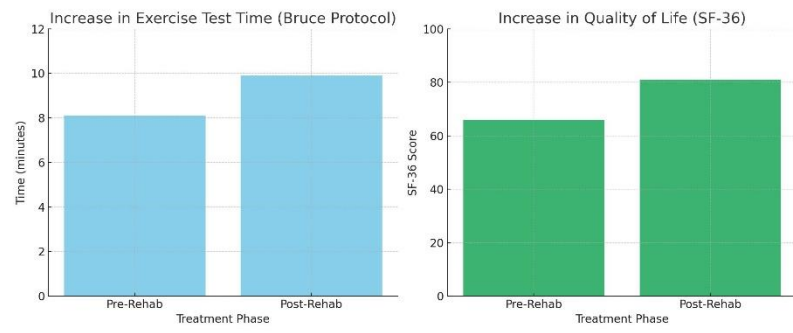 Increase in Exercise Test Time (Bruce Protocol)
12
10
8
6
4
2
0
Time (minutes)
Pre-Rehab
Post-Rehab
Treatment Phase
Increase in Quality of Life (SF-36)
100
80
60
40
20
0
SF-36 Score
Pre-Rehab
Post-Rehab
Treatment Phase